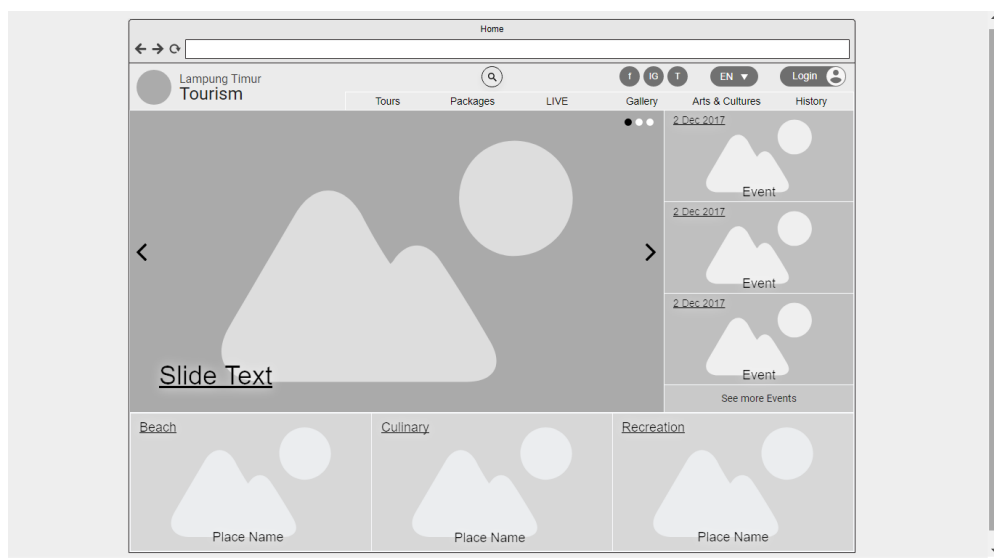 Home
Lampung Timur
Tourism
f IG T EN Login
Tours Packages LIVE Gallery Arts & Cultures History
Slide Text
2 Dec 2017
Event
2 Dec 2017
Event
2 Dec 2017
Event
See more Events
Beach
Place Name
Culinary
Place Name
Recreation
Place Name